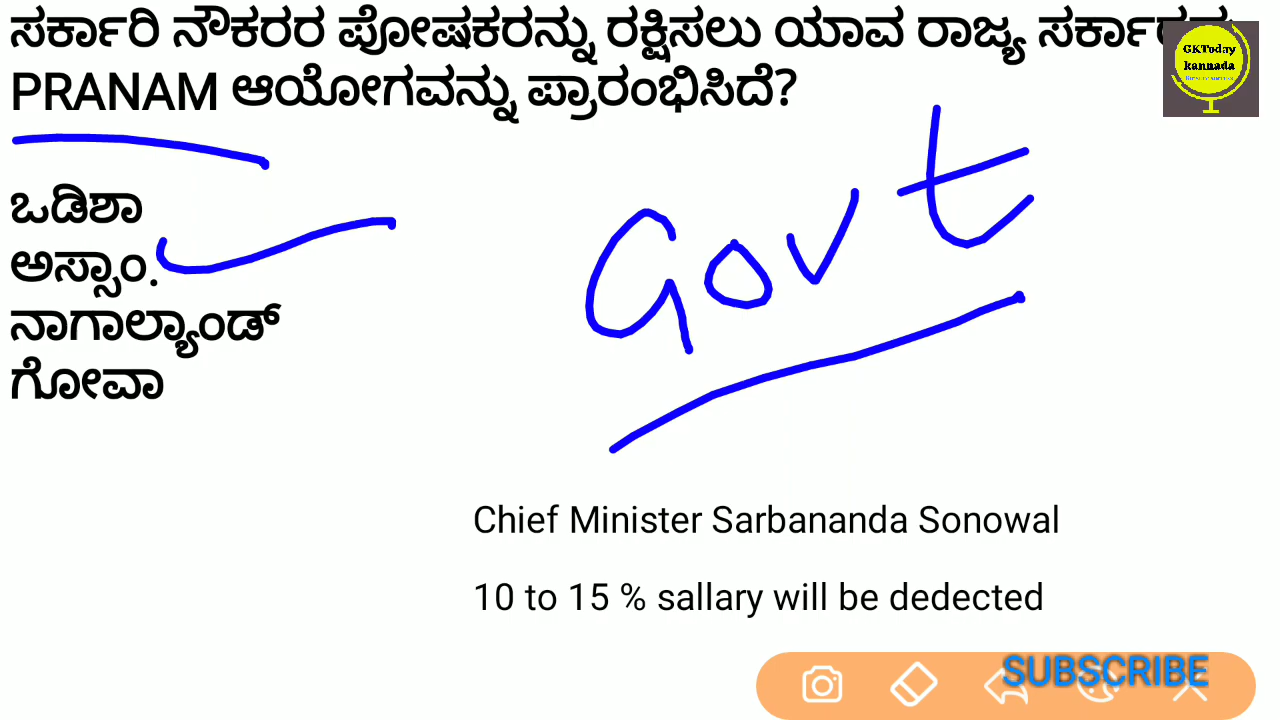 ಸರ್ಕಾರಿ ನೌಕರರ ಪೋಷಕರನ್ನು ರಕ್ಷಿಸಲು ಯಾವ ರಾಜ್ಯ
GKToday
kannada
PRANAM ಆಯೋಗವನ್ನು ಪ್ರಾರಂಭಿಸಿದೆ?
ಒಡಿಶಾ
ಅಸ್ಸಾಂ.
ನಾಗಾಲ್ಯಾಂಡ್
ಗೋವಾ
Govt
Chief Minister Sarbananda Sonowal
10 to 15 % sallary will be dedected
SUBSCRIBE